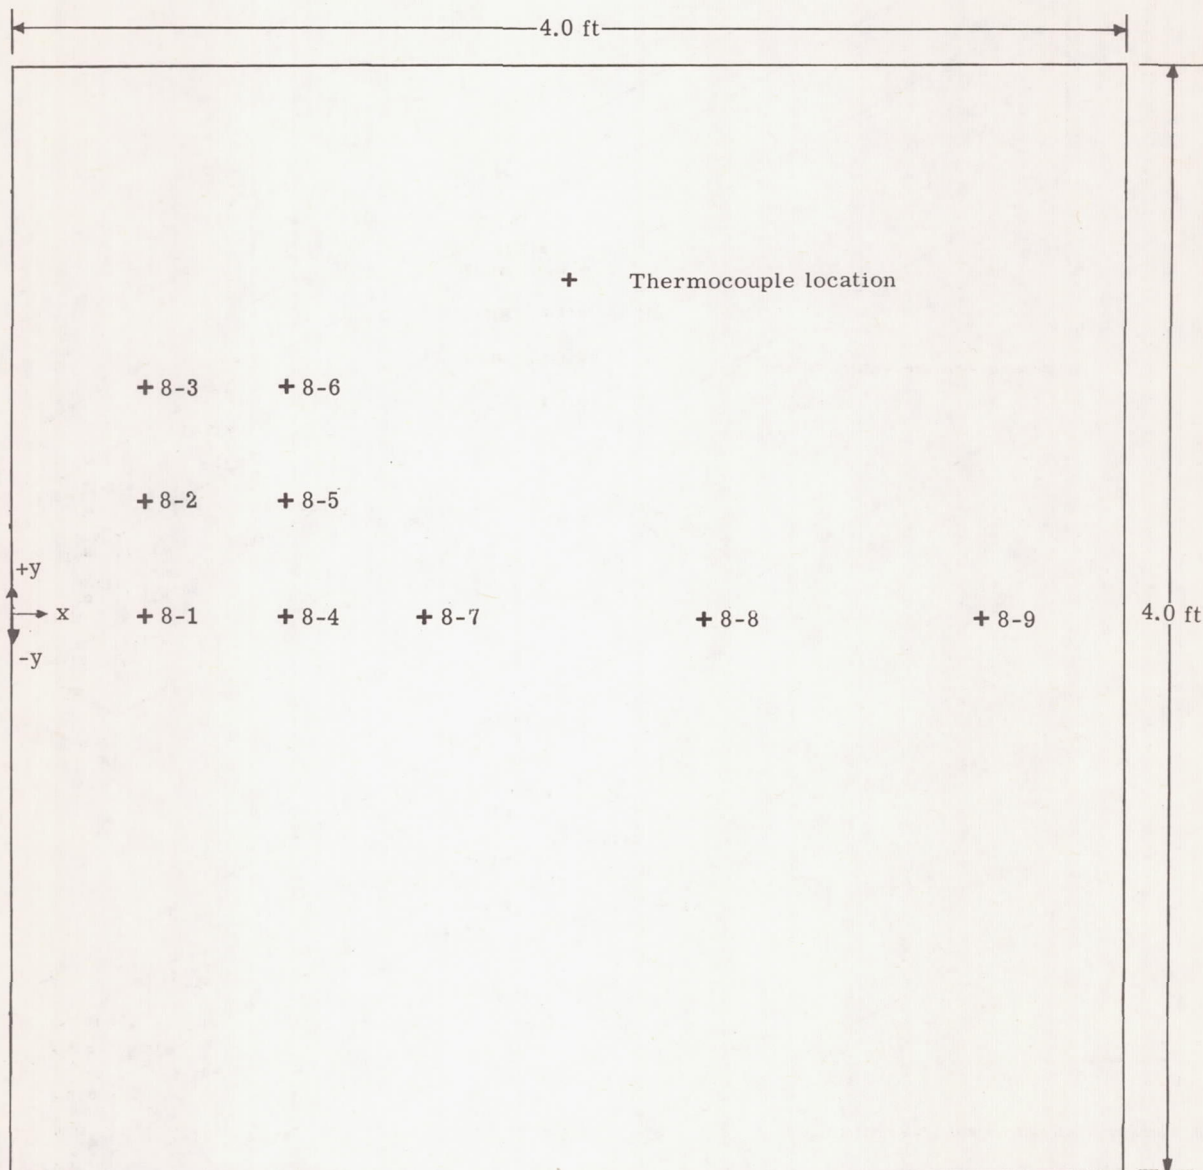 4.0 ft
+ Thermocouple location
+ 8-3 + 8-6
+ 8-2 + 8-5
+y
x + 8-1 + 8-4 + 8-7 + 8-8 + 8-9 4.0 ft
-y